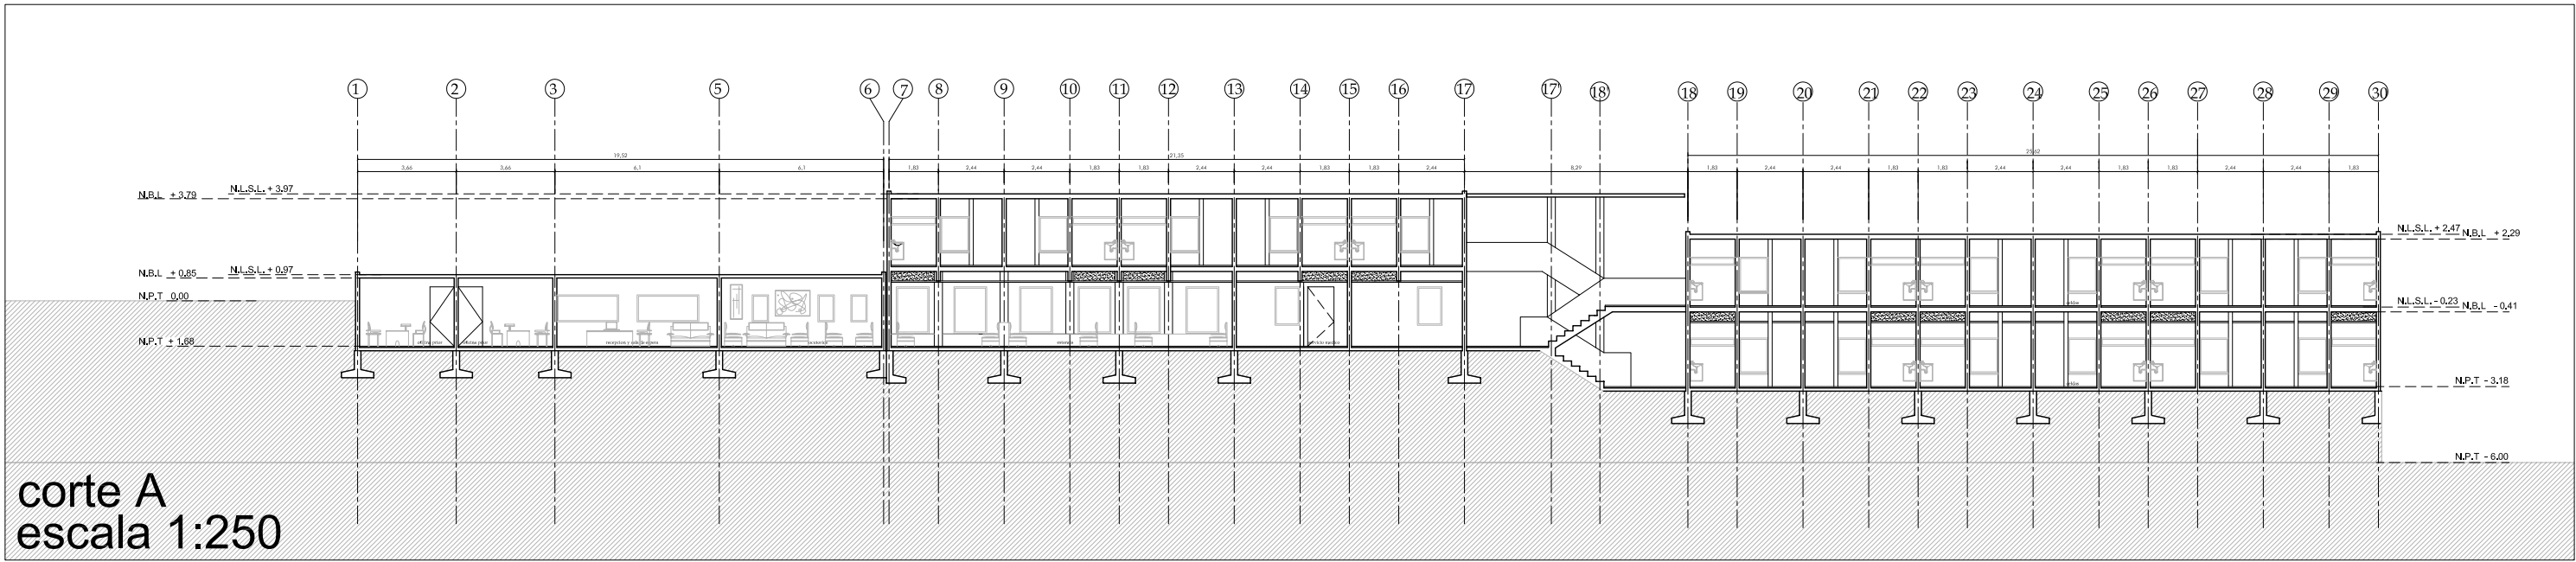 1 2 3 5 6 7 8 9 10 11 12 13 14 15 16 17 17' 18' 18 19 20 21 22 23 24 25 26 27 28 29 30
19,52 21,35 25,62
3,66 3,66 6,1 6,1 1,83 2,44 2,44 1,83 1,83 2,44 2,44 1,83 1,83 2,44 8,29 1,83 2,44 2,44 1,83 1,83 2,44 2,44 1,83 1,83 2,44 2,44 1,83
N.B.L + 3.79 N.L.S.L. + 3.97
N.L.S.L. + 2.47 N.B.L + 2.29
N.B.L + 0.85 N.L.S.L. + 0.97
N.P.T 0.00
N.L.S.L. - 0.23 N.B.L - 0.41
N.P.T + 1.68
N.P.T - 3.18
N.P.T - 6.00
corte A
escala 1:250